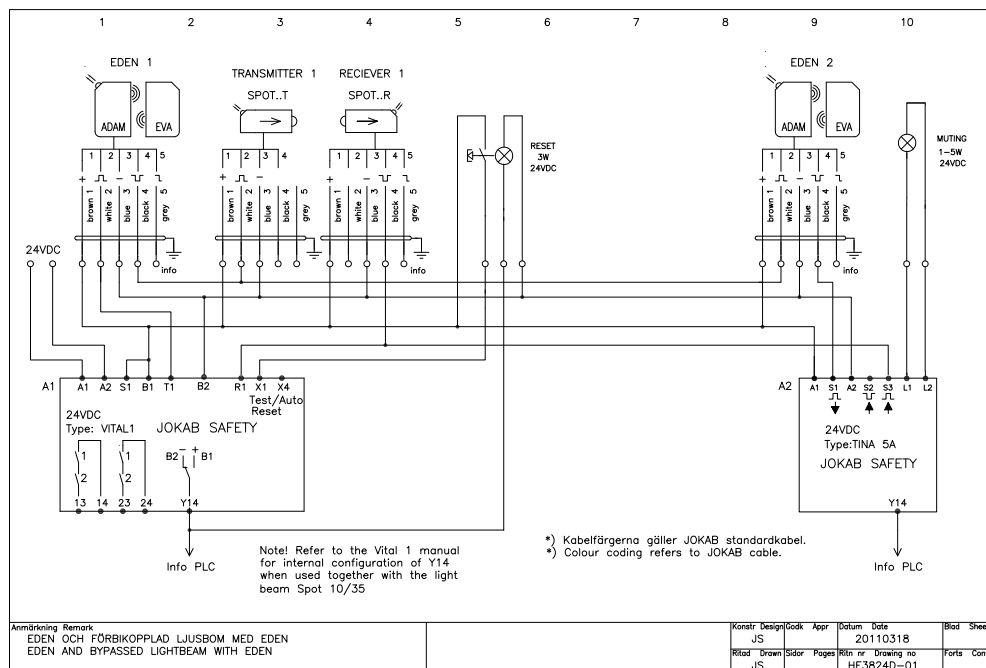 1 2 3 4 5 6 7 8 9 10
EDEN 1
TRANSMITTER 1
RECIEVER 1
EDEN 2
SPOT..T
SPOT..R
ADAM
EVA
ADAM
EVA
RESET
3W
24VDC
MUTING
1-5W
24VDC
1 2 3 4 5
1 2 3 4
1 2 3 4 5
1 2 3 4 5
+ -
+ -
+ -
+ -
1 2 3 4 5
brown white blue black grey
1 2 3 4 5
brown white blue black grey
1 2 3 4 5
brown white blue black grey
1 2 3 4 5
brown white blue black grey
24VDC
info
info
A1
A1 A2 S1 B1 T1 B2 R1 X1 X4
Test/Auto
Reset
24VDC
Type: VITAL1
JOKAB SAFETY
1 1
2 2
B2 - + B1
13 14 23 24 Y14
Info PLC
A2
A1 S1 A2 S2 S3 L1 L2
24VDC
Type:TINA 5A
JOKAB SAFETY
Y14
Info PLC
Note! Refer to the Vital 1 manual
for internal configuration of Y14
when used together with the light
beam Spot 10/35
*) Kabelfärgerna gäller JOKAB standardkabel.
*) Colour coding refers to JOKAB cable.
Anmärkning Remark
EDEN OCH FÖRBIKOPPLAD LJUSBOM MED EDEN
EDEN AND BYPASSED LIGHTBEAM WITH EDEN
Konstr Design Godk Appr Datum Date Blad Shee
JS 20110318
Ritad Drawn Sidor Pages Ritn nr Drawing no Forts Con
JS HE3824D-01